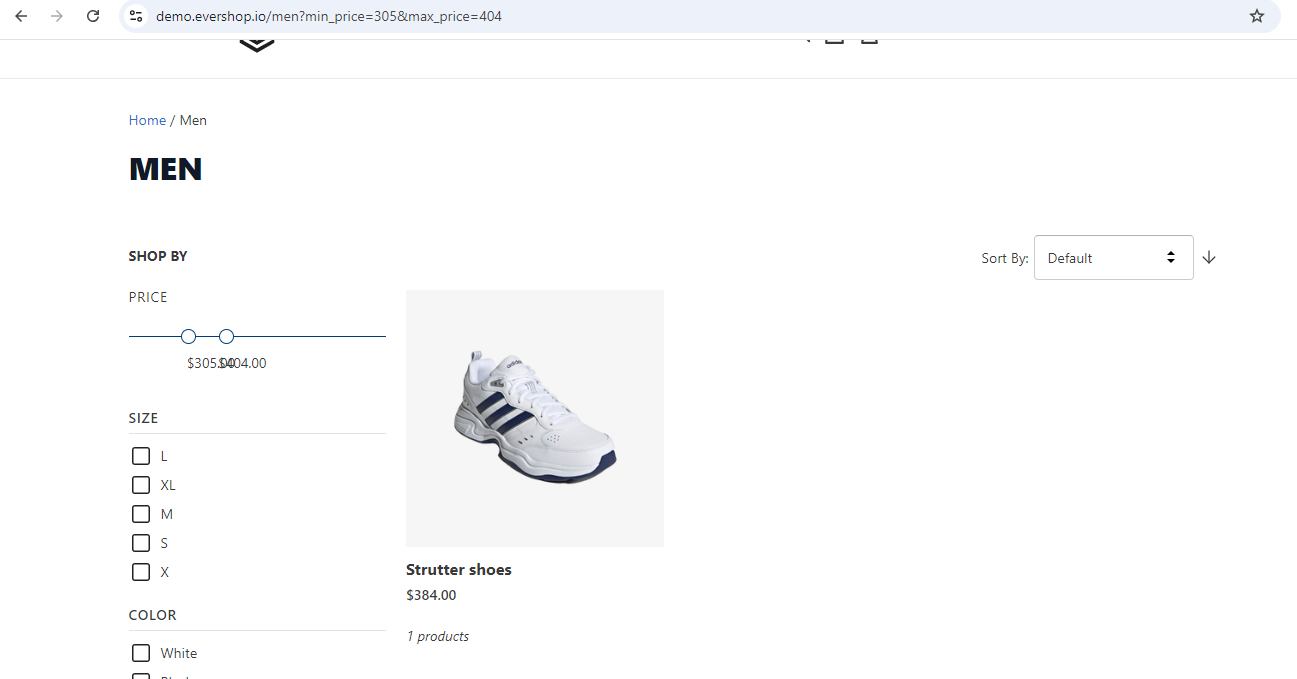 demo.evershop.io/men?min_price=305&max_price=404
Home / Men
MEN
SHOP BY
Sort By: Default
PRICE
$305.00 $404.00
SIZE
L
XL
M
S
X
COLOR
White
adidas
Strutter shoes
$384.00
1 products